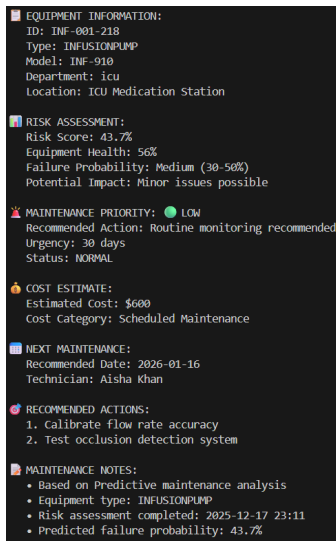 📋 EQUIPMENT INFORMATION:
ID: INF-001-218
Type: INFUSIONPUMP
Model: INF-910
Department: icu
Location: ICU Medication Station
📊 RISK ASSESSMENT:
Risk Score: 43.7%
Equipment Health: 56%
Failure Probability: Medium (30-50%)
Potential Impact: Minor issues possible
🚨 MAINTENANCE PRIORITY: 🟢 LOW
Recommended Action: Routine monitoring recommended
Urgency: 30 days
Status: NORMAL
💰 COST ESTIMATE:
Estimated Cost: $600
Cost Category: Scheduled Maintenance
📅 NEXT MAINTENANCE:
Recommended Date: 2026-01-16
Technician: Aisha Khan
🎯 RECOMMENDED ACTIONS:
1. Calibrate flow rate accuracy
2. Test occlusion detection system
📝 MAINTENANCE NOTES:
• Based on Predictive maintenance analysis
• Equipment type: INFUSIONPUMP
• Risk assessment completed: 2025-12-17 23:11
• Predicted failure probability: 43.7%